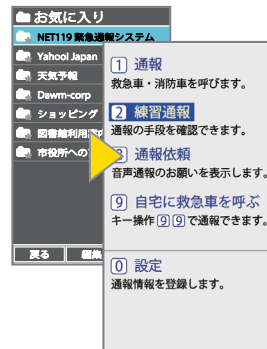 お気に入り
NET119 緊急通報システム
Yahoo! Japan
天気予報
Dawm-corp
ショッピング
図書館利用
市役所への
戻る
編集
1 通報
救急車・消防車を呼びます。
2 練習通報
通報の手段を確認できます。
通報依頼
音声通報のお願いを表示します。
9 自宅に救急車を呼ぶ
キー操作99で通報できます。
0 設定
通報情報を登録します。